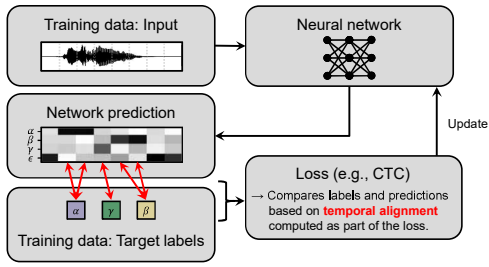 Training data: Input
Neural network
Network prediction
α
β
γ
ϵ
Update
α
γ
β
Training data: Target labels
Loss (e.g., CTC)
→ Compares labels and predictions
based on temporal alignment
computed as part of the loss.